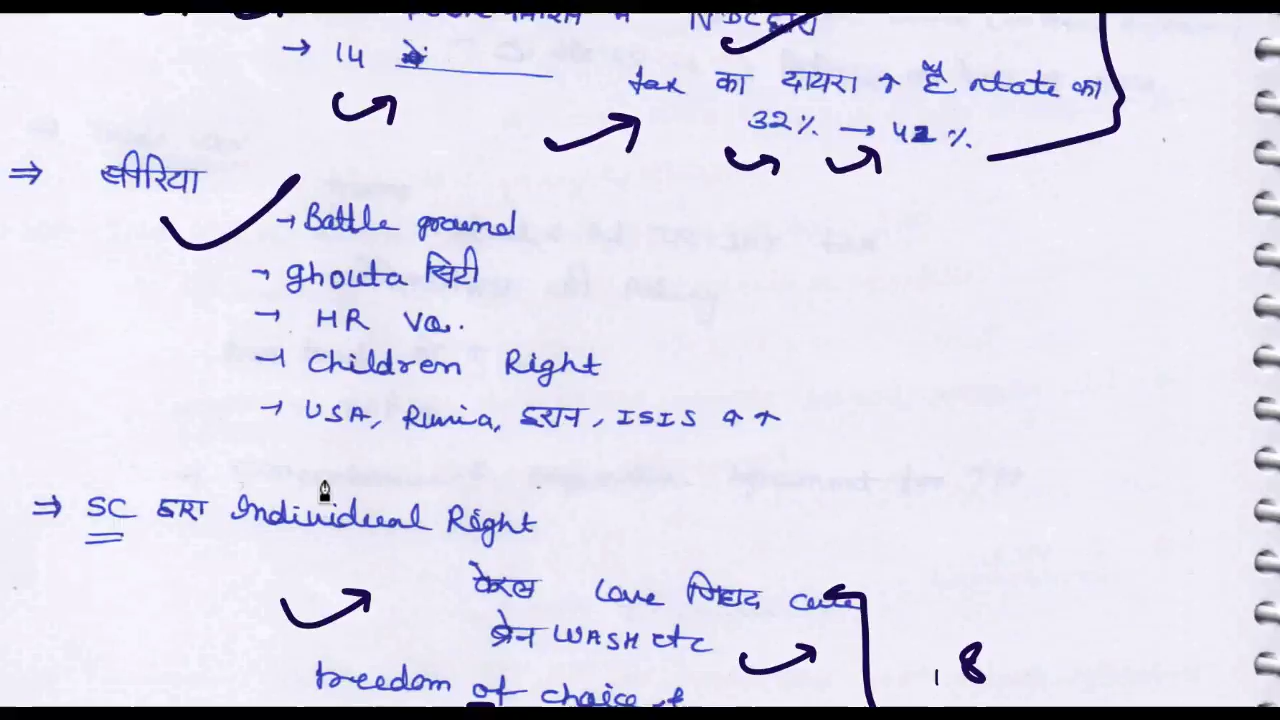 → 14
tax का दायरा ↑ है state का
32% → 42%
⇒ सीरिया
→ Battle ground
→ ghouta सिटी
→ HR Vo.
→ Children Right
→ USA, Russia, ईरान, ISIS ↑ ↑
⇒ SC द्वारा Individual Right
केरल Love जिहाद case
ब्रेन WASH etc
freedom of choice
.8